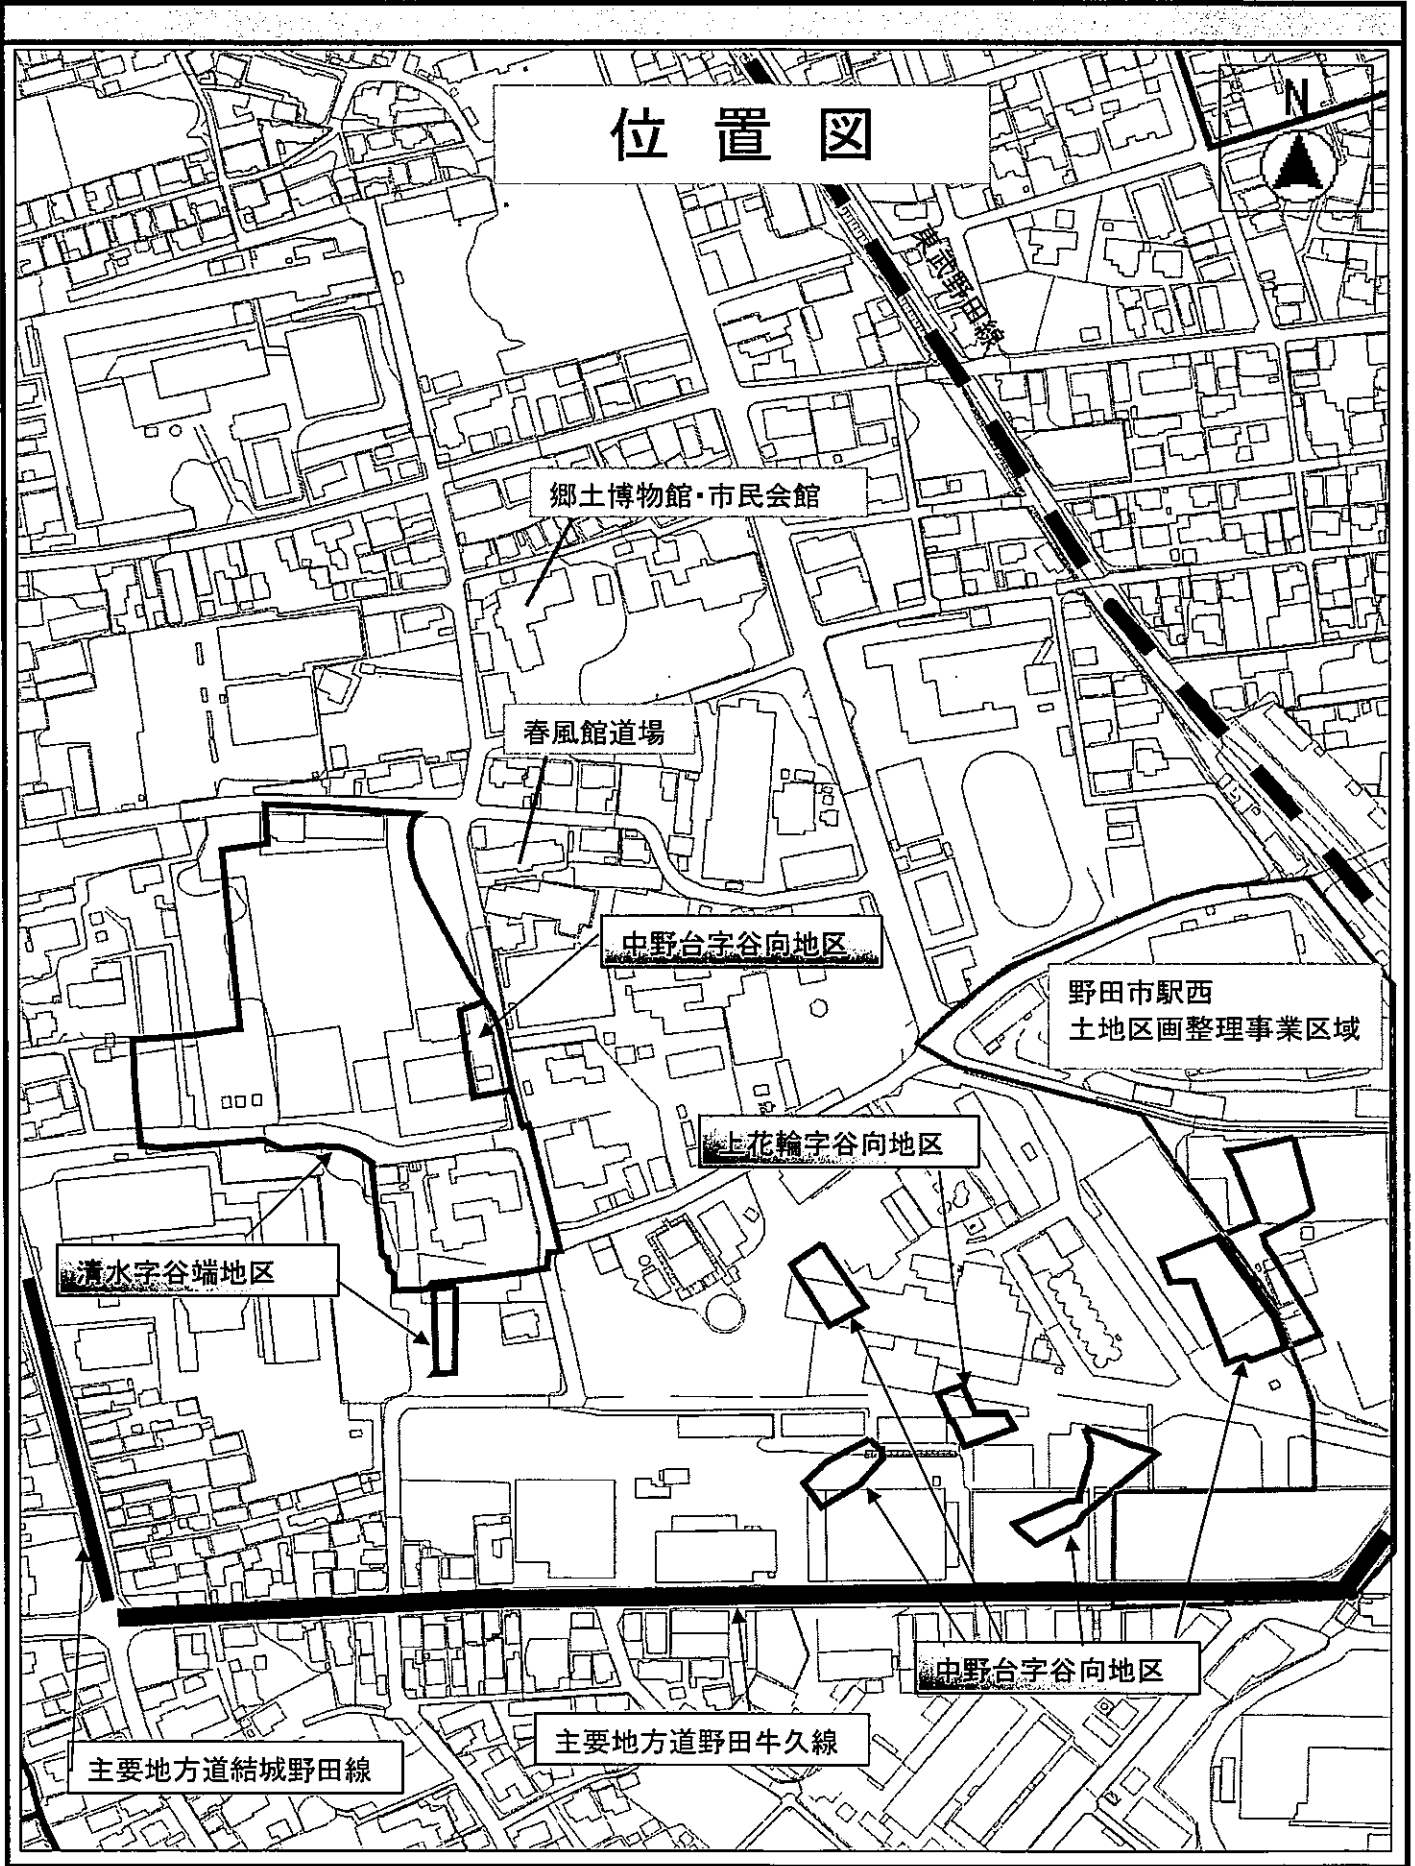 位置図
N
東武野田線
郷土博物館・市民会館
春風館道場
中野台字谷向地区
野田市駅西
土地区画整理事業区域
上花輪字谷向地区
清水字谷端地区
中野台字谷向地区
主要地方道野田牛久線
主要地方道結城野田線